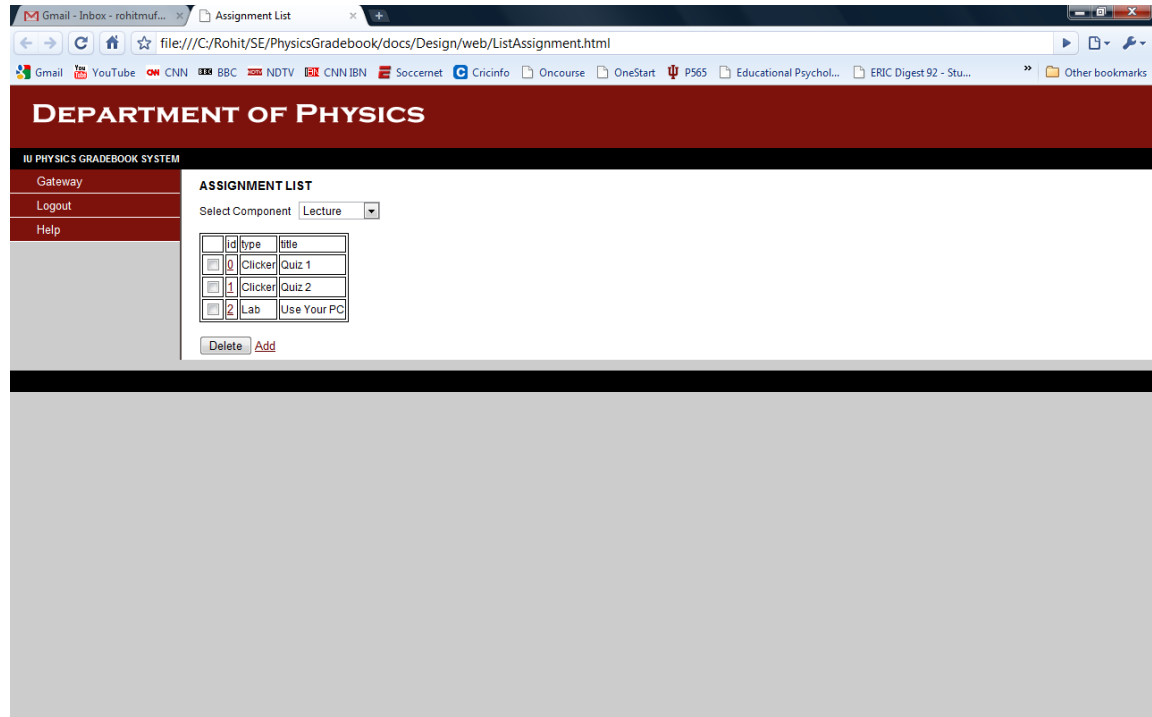 Gmail - Inbox - rohitmuf... Assignment List
file:///C:/Rohit/SE/PhysicsGradebook/docs/Design/web/ListAssignment.html
Gmail YouTube CNN BBC NDTV CNN IBN Soccernet Cricinfo Oncourse OneStart P565 Educational Psychol... ERIC Digest 92 - Stu... » Other bookmarks
DEPARTMENT OF PHYSICS
IU PHYSICS GRADEBOOK SYSTEM
Gateway
Logout
Help
ASSIGNMENT LIST
Select Component Lecture
id type title
0 Clicker Quiz 1
1 Clicker Quiz 2
2 Lab Use Your PC
Delete Add